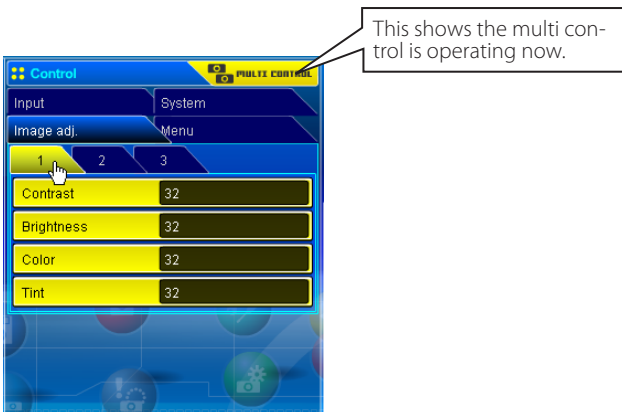 This shows the multi con-
trol is operating now.
Control MULTI CONTROL
Input System
Image adj. Menu
1 2 3
Contrast 32
Brightness 32
Color 32
Tint 32